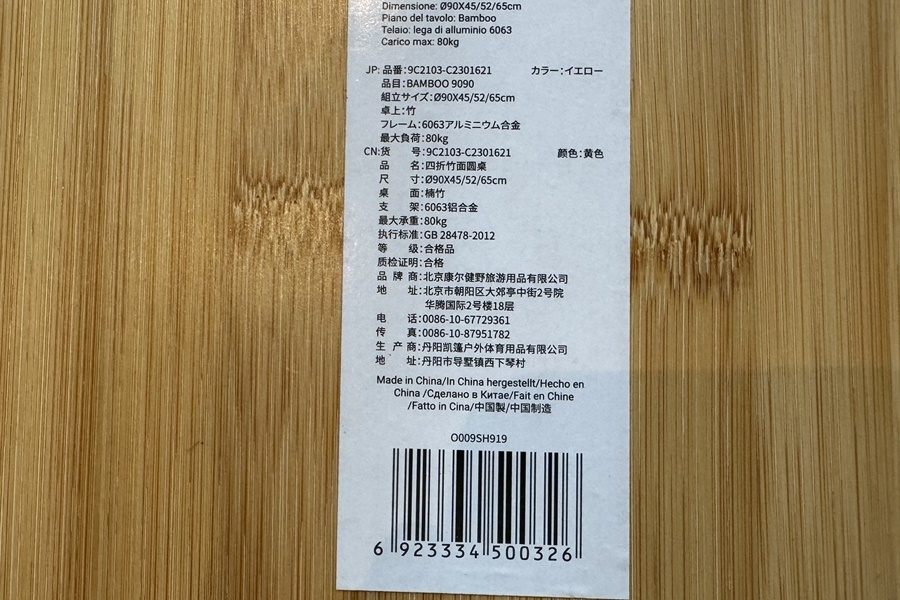 Dimensione: Ø90X45/52/65cm
Piano del tavolo: Bamboo
Telaio: lega di alluminio 6063
Carico max: 80kg
JP: 品番:9C2103-C2301621 カラー:イエロー
品目:BAMBOO 9090
組立サイズ:Ø90X45/52/65cm
卓上:竹
フレーム:6063アルミニウム合金
最大負荷:80kg
CN:货 号:9C2103-C2301621 颜色:黄色
品 名:四折竹面圆桌
尺 寸:Ø90X45/52/65cm
桌 面:楠竹
支 架:6063铝合金
最大承重:80kg
执行标准:GB 28478-2012
等 级:合格品
质检证明:合格
品 牌 商:北京康尔健野旅游用品有限公司
地 址:北京市朝阳区大郊亭中街2号院
华腾国际2号楼18层
电 话:0086-10-67729361
传 真:0086-10-87951782
生 产 商:丹阳凯篷户外体育用品有限公司
地 址:丹阳市导墅镇西下琴村
Made in China/In China hergestellt/Hecho en
China /Сделано в Китае/Fait en Chine
/Fatto in Cina/中国製/中国制造
O009SH919
6 923334 500326